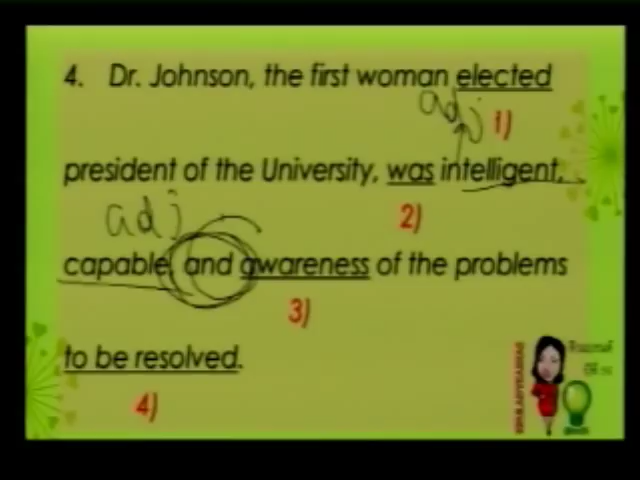 4. Dr. Johnson, the first woman elected
adj
1)
president of the University, was intelligent,
adj
2)
capable, and awareness of the problems
3)
to be resolved.
4)